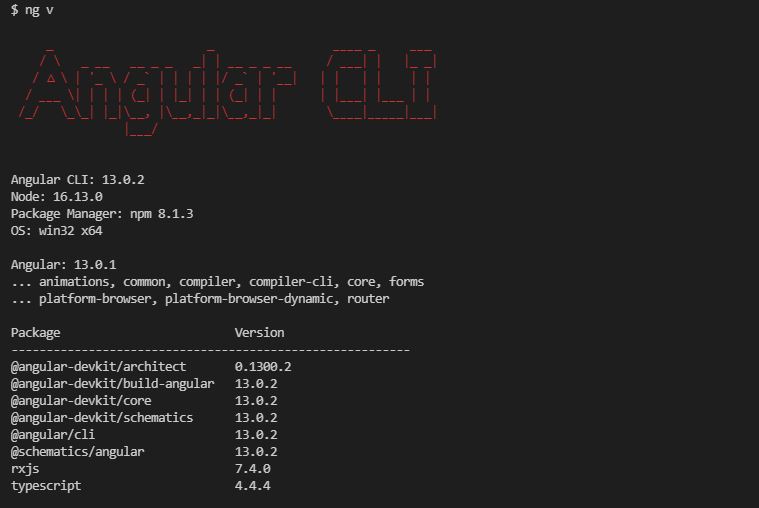 $ ng v
Angular CLI
Angular CLI: 13.0.2
Node: 16.13.0
Package Manager: npm 8.1.3
OS: win32 x64
Angular: 13.0.1
... animations, common, compiler, compiler-cli, core, forms
... platform-browser, platform-browser-dynamic, router
Package Version
---------------------------------------------------------
@angular-devkit/architect 0.1300.2
@angular-devkit/build-angular 13.0.2
@angular-devkit/core 13.0.2
@angular-devkit/schematics 13.0.2
@angular/cli 13.0.2
@schematics/angular 13.0.2
rxjs 7.4.0
typescript 4.4.4